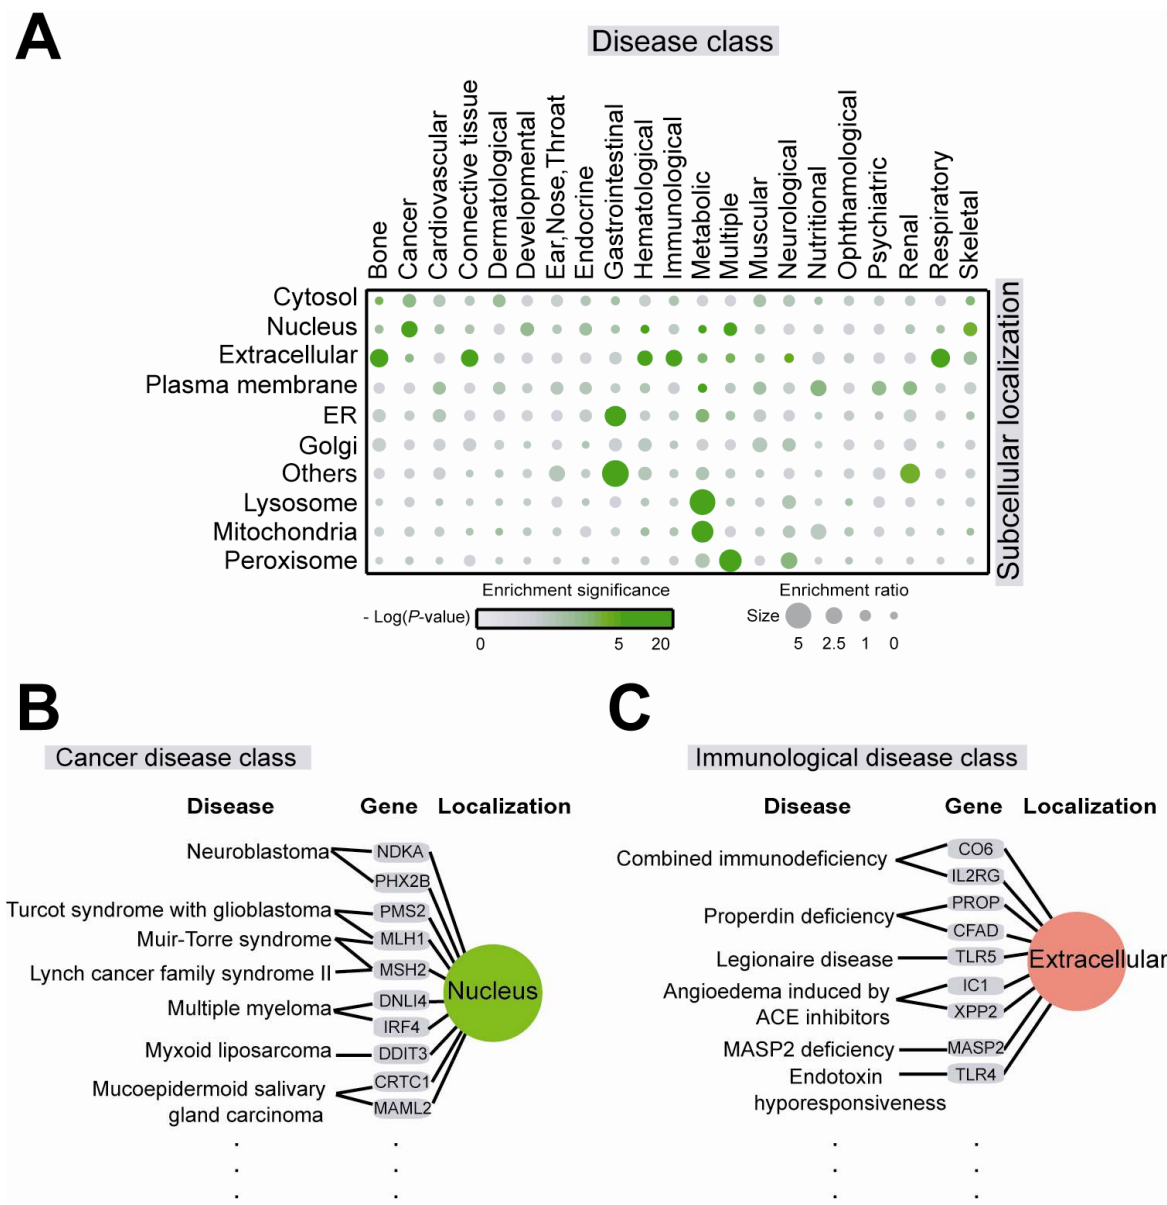 A
Disease class
Bone
Cancer
Cardiovascular
Connective tissue
Dermatological
Developmental
Ear,Nose,Throat
Endocrine
Gastrointestinal
Hematological
Immunological
Metabolic
Multiple
Muscular
Neurological
Nutritional
Ophthamological
Psychiatric
Renal
Respiratory
Skeletal
Cytosol
Nucleus
Extracellular
Plasma membrane
ER
Golgi
Others
Lysosome
Mitochondria
Peroxisome
Subcellular localization
Enrichment significance
- Log(P-value)
0 5 20
Enrichment ratio
Size
5 2.5 1 0
B
Cancer disease class
Disease Gene Localization
Neuroblastoma
Turcot syndrome with glioblastoma
Muir-Torre syndrome
Lynch cancer family syndrome II
Multiple myeloma
Myxoid liposarcoma
Mucoepidermoid salivary
gland carcinoma
NDKA
PHX2B
PMS2
MLH1
MSH2
DNLI4
IRF4
DDIT3
CRTC1
MAML2
Nucleus
C
Immunological disease class
Disease Gene Localization
Combined immunodeficiency
Properdin deficiency
Legionaire disease
Angioedema induced by
ACE inhibitors
MASP2 deficiency
Endotoxin
hyporesponsiveness
CO6
IL2RG
PROP
CFAD
TLR5
IC1
XPP2
MASP2
TLR4
Extracellular